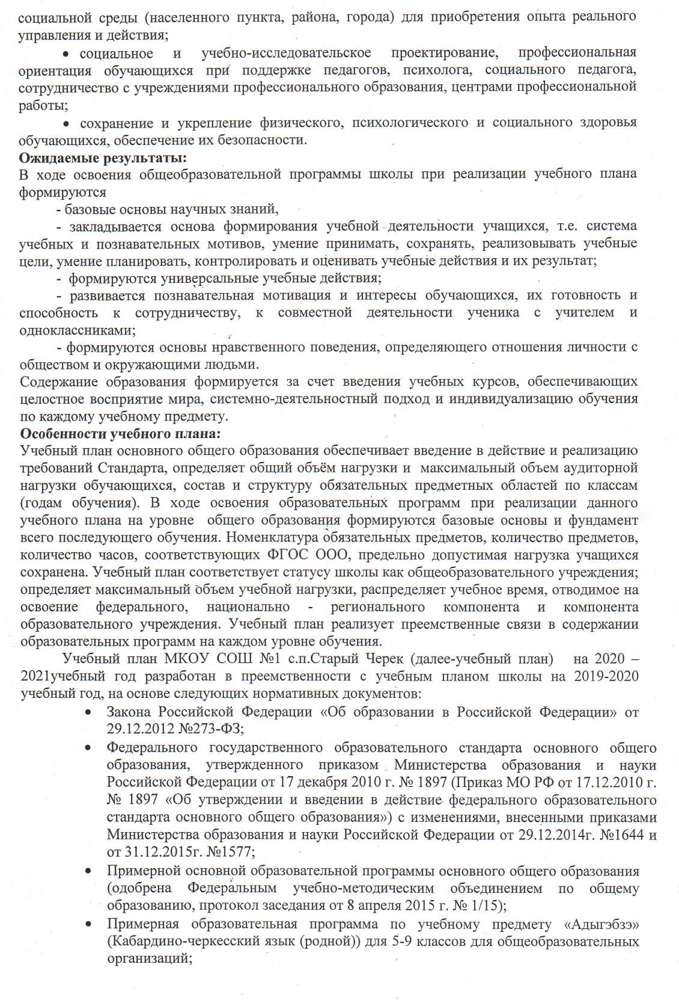 социальной среды (населенного пункта, района, города) для приобретения опыта реального
управления и действия;
• социальное и учебно-исследовательское проектирование, профессиональная
ориентация обучающихся при поддержке педагогов, психолога, социального педагога,
сотрудничество с учреждениями профессионального образования, центрами профессиональной
работы;
• сохранение и укрепление физического, психологического и социального здоровья
обучающихся, обеспечение их безопасности.
Ожидаемые результаты:
В ходе освоения общеобразовательной программы школы при реализации учебного плана
формируются
- базовые основы научных знаний,
- закладывается основа формирования учебной деятельности учащихся, т.е. система
учебных и познавательных мотивов, умение принимать, сохранять, реализовывать учебные
цели, умение планировать, контролировать и оценивать учебные действия и их результат;
- формируются универсальные учебные действия;
- развивается познавательная мотивация и интересы обучающихся, их готовность и
способность к сотрудничеству, к совместной деятельности ученика с учителем и
одноклассниками;
- формируются основы нравственного поведения, определяющего отношения личности с
обществом и окружающими людьми.
Содержание образования формируется за счет введения учебных курсов, обеспечивающих
целостное восприятие мира, системно-деятельностный подход и индивидуализацию обучения
по каждому учебному предмету.
Особенности учебного плана:
Учебный план основного общего образования обеспечивает введение в действие и реализацию
требований Стандарта, определяет общий объём нагрузки и максимальный объем аудиторной
нагрузки обучающихся, состав и структуру обязательных предметных областей по классам
(годам обучения). В ходе освоения образовательных программ при реализации данного
учебного плана на уровне общего образования формируются базовые основы и фундамент
всего последующего обучения. Номенклатура обязательных предметов, количество предметов,
количество часов, соответствующих ФГОС ООО, предельно допустимая нагрузка учащихся
сохранена. Учебный план соответствует статусу школы как общеобразовательного учреждения;
определяет максимальный объем учебной нагрузки, распределяет учебное время, отводимое на
освоение федерального, национально - регионального компонента и компонента
образовательного учреждения. Учебный план реализует преемственные связи в содержании
образовательных программ на каждом уровне обучения.
Учебный план МКОУ СОШ №1 с.п.Старый Черек (далее-учебный план) на 2020 –
2021учебный год разработан в преемственности с учебным планом школы на 2019-2020
учебный год, на основе следующих нормативных документов:
• Закона Российской Федерации «Об образовании в Российской Федерации» от
29.12.2012 №273-ФЗ;
• Федерального государственного образовательного стандарта основного общего
образования, утвержденного приказом Министерства образования и науки
Российской Федерации от 17 декабря 2010 г. № 1897 (Приказ МО РФ от 17.12.2010 г.
№ 1897 «Об утверждении и введении в действие федерального образовательного
стандарта основного общего образования») с изменениями, внесенными приказами
Министерства образования и науки Российской Федерации от 29.12.2014г. №1644 и
от 31.12.2015г. №1577;
• Примерной основной образовательной программы основного общего образования
(одобрена Федеральным учебно-методическим объединением по общему
образованию, протокол заседания от 8 апреля 2015 г. № 1/15);
• Примерная образовательная программа по учебному предмету «Адыгэбзэ»
(Кабардино-черкесский язык (родной)) для 5-9 классов для общеобразовательных
организаций;